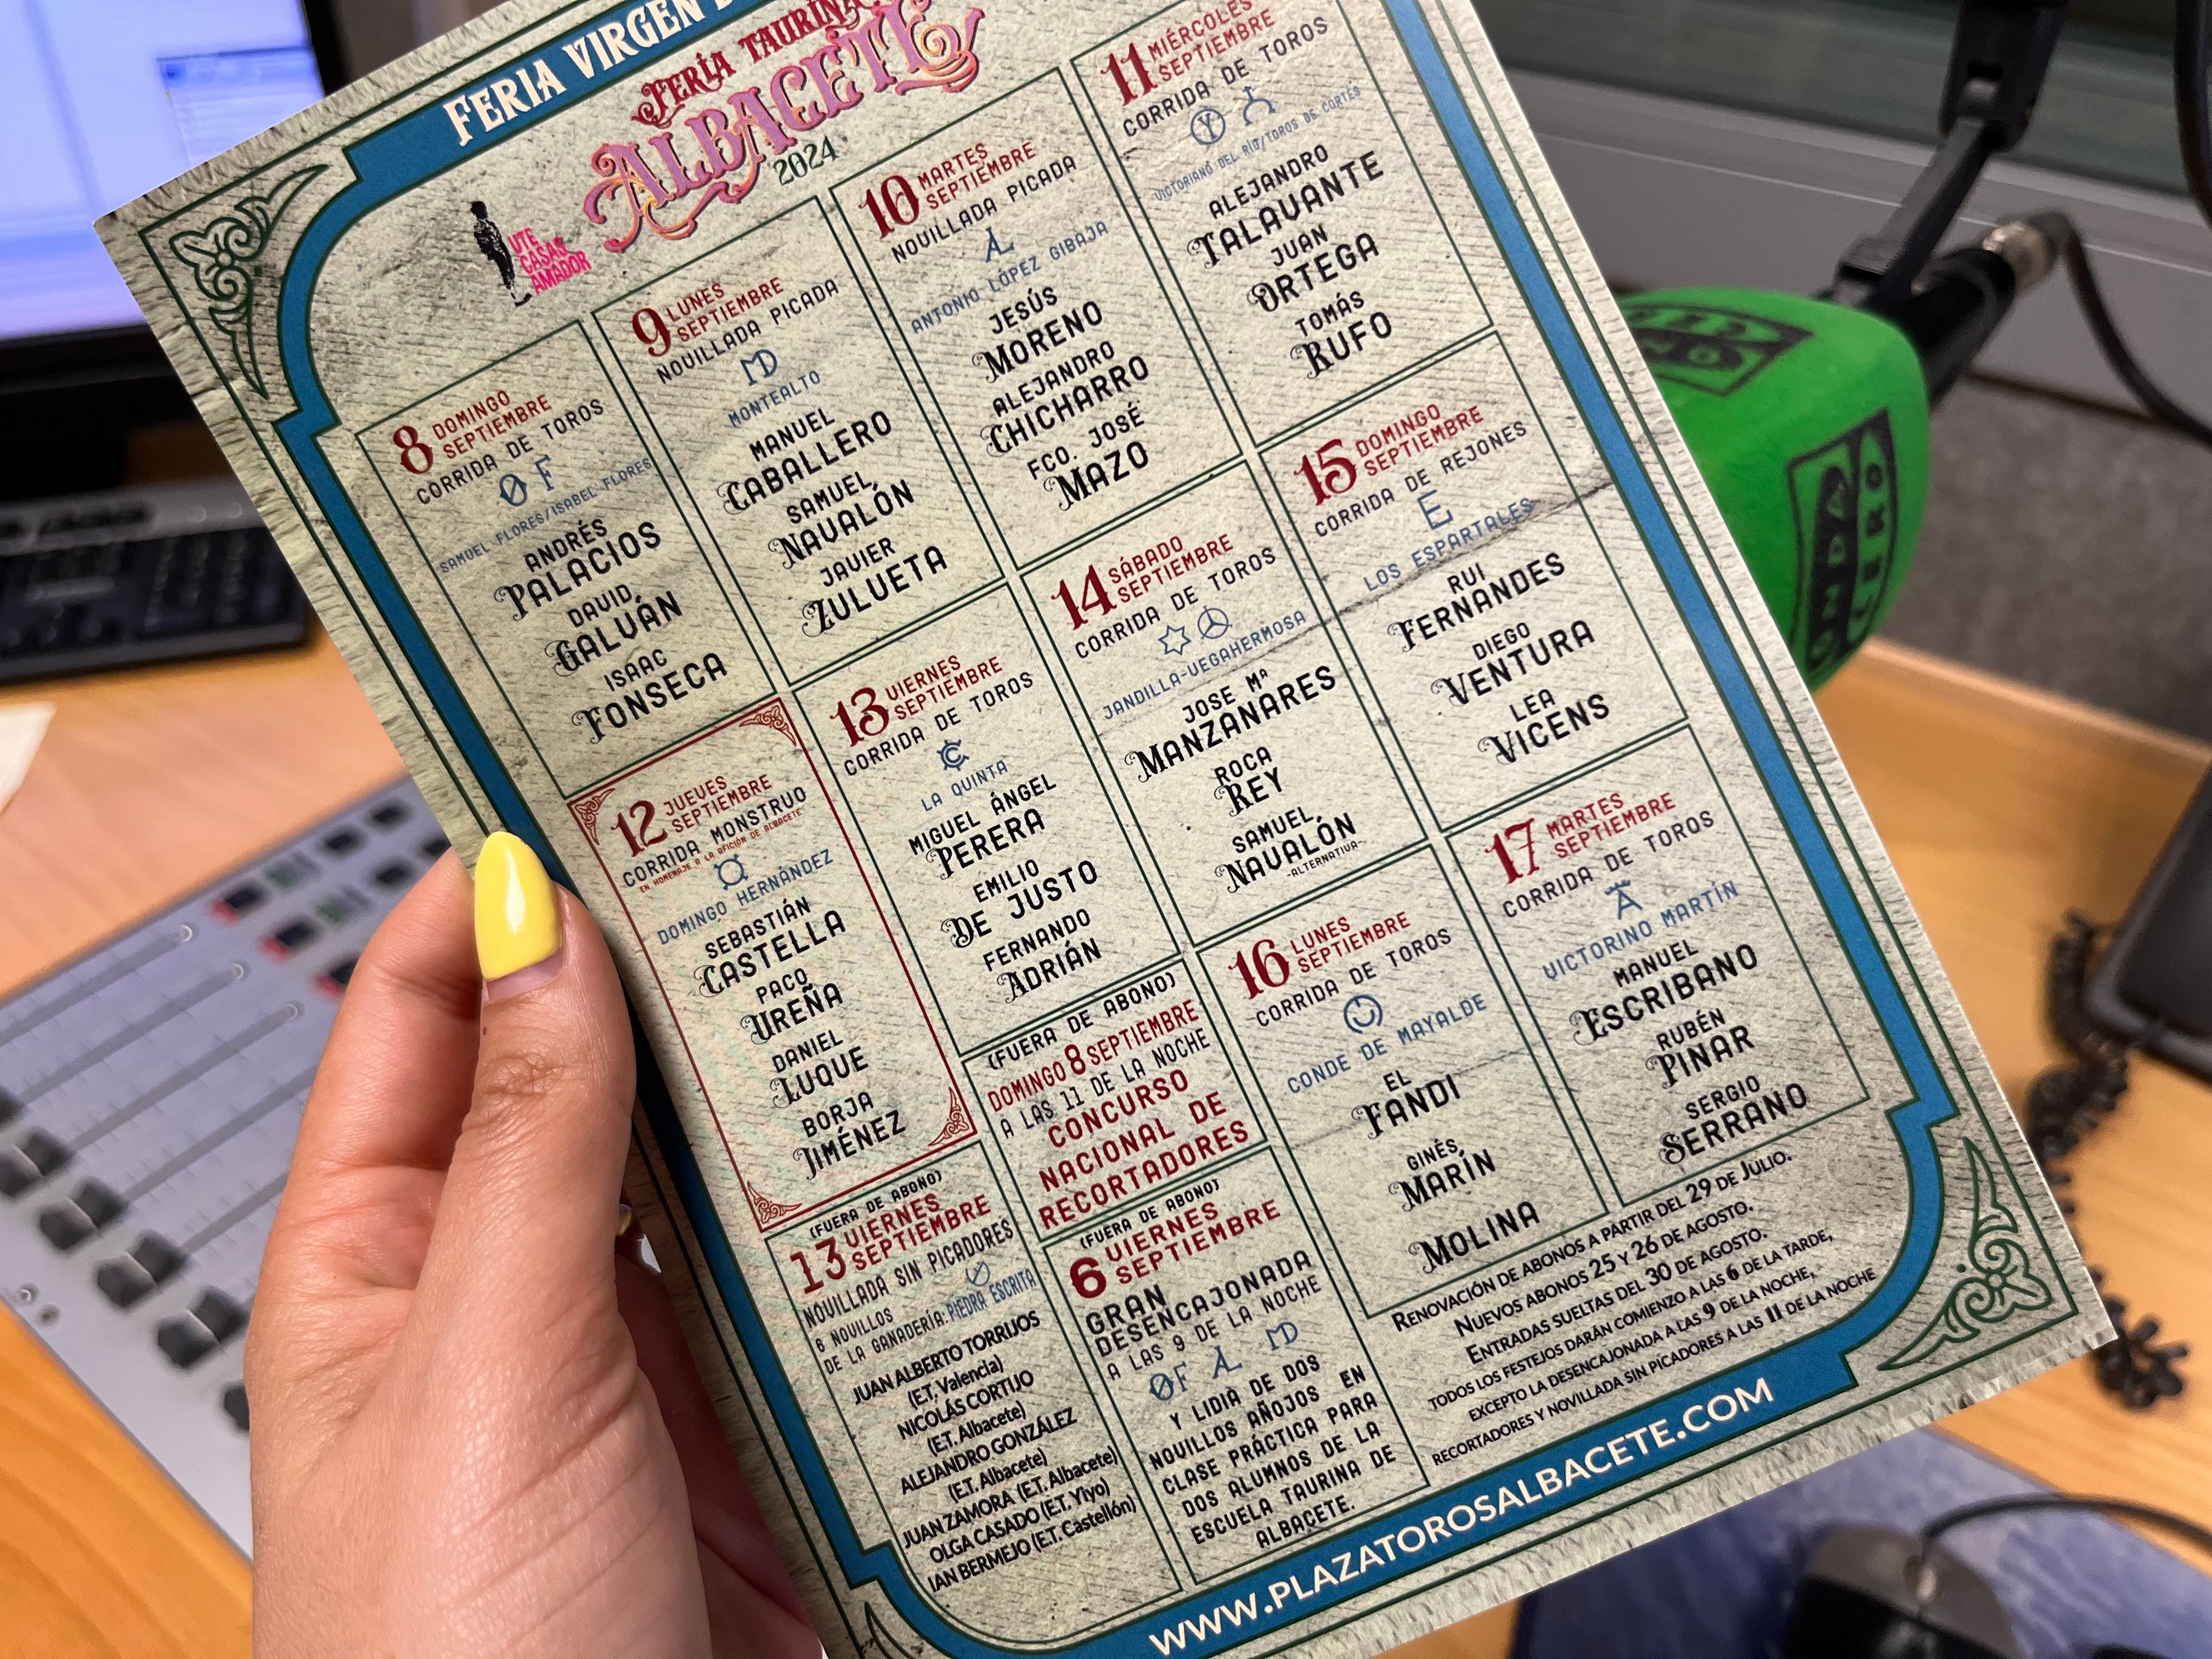 FERIA VIRGEN
FERIA TAURINA
ALBACETE
2024
UTE
CASAS
AMADOR
8 DOMINGO
SEPTIEMBRE
CORRIDA DE TOROS
SAMUEL FLORES/ISABEL FLORES
ANDRÉS
PALACIOS
DAVID
GALVÁN
ISAAC
FONSECA
9 LUNES
SEPTIEMBRE
NOVILLADA PICADA
MONTEALTO
MANUEL
CABALLERO
SAMUEL
NAVALÓN
JAVIER
ZULUETA
10 MARTES
SEPTIEMBRE
NOVILLADA PICADA
ANTONIO LÓPEZ GIBAJA
JESÚS
MORENO
ALEJANDRO
CHICHARRO
FCO. JOSÉ
MAZO
11 MIÉRCOLES
SEPTIEMBRE
CORRIDA DE TOROS
VICTORIANO DEL RÍO/TOROS DE CORTÉS
ALEJANDRO
TALAVANTE
JUAN
ORTEGA
TOMÁS
RUFO
12 JUEVES
SEPTIEMBRE
CORRIDA MONSTRUO
EN HOMENAJE A LA AFICIÓN DE ALBACETE
DOMINGO HERNÁNDEZ
SEBASTIÁN
CASTELLA
PACO
UREÑA
DANIEL
LUQUE
BORJA
JIMÉNEZ
13 VIERNES
SEPTIEMBRE
CORRIDA DE TOROS
LA QUINTA
MIGUEL ÁNGEL
PERERA
EMILIO
DE JUSTO
FERNANDO
ADRIÁN
14 SÁBADO
SEPTIEMBRE
CORRIDA DE TOROS
JANDILLA-VEGAHERMOSA
JOSE Mª
MANZANARES
ROCA
REY
SAMUEL
NAVALÓN
-ALTERNATIVA-
15 DOMINGO
SEPTIEMBRE
CORRIDA DE REJONES
E
LOS ESPARTALES
RUI
FERNANDES
DIEGO
VENTURA
LEA
VICENS
16 LUNES
SEPTIEMBRE
CORRIDA DE TOROS
CONDE DE MAYALDE
EL
FANDI
GINÉS
MARÍN
MOLINA
17 MARTES
SEPTIEMBRE
CORRIDA DE TOROS
VICTORINO MARTÍN
MANUEL
ESCRIBANO
RUBÉN
PINAR
SERGIO
SERRANO
(FUERA DE ABONO)
DOMINGO 8 SEPTIEMBRE
A LAS 11 DE LA NOCHE
CONCURSO
NACIONAL DE
RECORTADORES
(FUERA DE ABONO)
13 VIERNES
SEPTIEMBRE
NOVILLADA SIN PICADORES
6 NOVILLOS
DE LA GANADERÍA: PIEDRA ESCRITA
JUAN ALBERTO TORRIJOS
(E.T. Valencia)
NICOLÁS CORTIJO
(E.T. Albacete)
ALEJANDRO GONZÁLEZ
(E.T. Albacete)
JUAN ZAMORA (E.T. Albacete)
OLGA CASADO (E.T. Yiyo)
IAN BERMEJO (E.T. Castellón)
(FUERA DE ABONO)
6 VIERNES
SEPTIEMBRE
GRAN
DESENCAJONADA
A LAS 9 DE LA NOCHE
Y LIDIA DE DOS
NOVILLOS AÑOJOS EN
CLASE PRÁCTICA PARA
DOS ALUMNOS DE LA
ESCUELA TAURINA DE
ALBACETE.
RENOVACIÓN DE ABONOS A PARTIR DEL 29 DE JULIO.
NUEVOS ABONOS 25 Y 26 DE AGOSTO.
ENTRADAS SUELTAS DEL 30 DE AGOSTO.
TODOS LOS FESTEJOS DARÁN COMIENZO A LAS 6 DE LA TARDE,
EXCEPTO LA DESENCAJONADA A LAS 9 DE LA NOCHE,
RECORTADORES Y NOVILLADA SIN PICADORES A LAS 11 DE LA NOCHE
WWW.PLAZATOROSALBACETE.COM
ONDA
CERO